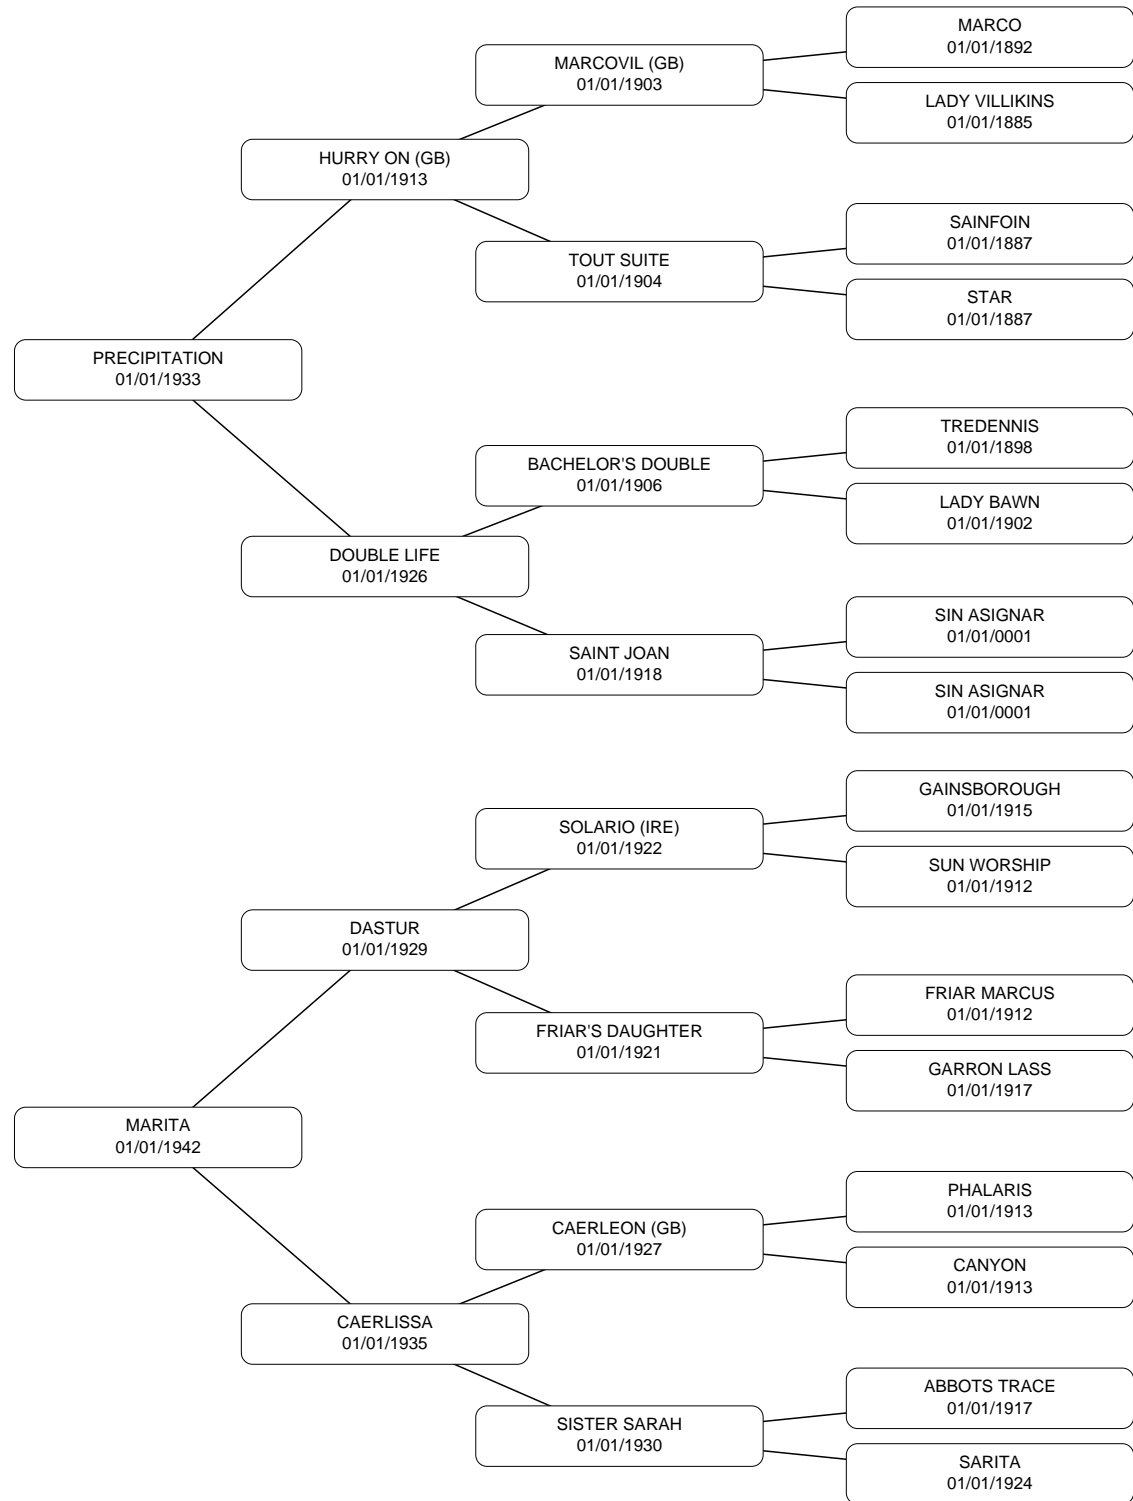 MARCO
01/01/1892
MARCOVIL (GB)
01/01/1903
LADY VILLIKINS
01/01/1885
HURRY ON (GB)
01/01/1913
SAINFOIN
01/01/1887
TOUT SUITE
01/01/1904
STAR
01/01/1887
PRECIPITATION
01/01/1933
TREDENNIS
01/01/1898
BACHELOR'S DOUBLE
01/01/1906
LADY BAWN
01/01/1902
DOUBLE LIFE
01/01/1926
SIN ASIGNAR
01/01/0001
SAINT JOAN
01/01/1918
SIN ASIGNAR
01/01/0001
GAINSBOROUGH
01/01/1915
SOLARIO (IRE)
01/01/1922
SUN WORSHIP
01/01/1912
DASTUR
01/01/1929
FRIAR MARCUS
01/01/1912
FRIAR'S DAUGHTER
01/01/1921
GARRON LASS
01/01/1917
MARITA
01/01/1942
PHALARIS
01/01/1913
CAERLEON (GB)
01/01/1927
CANYON
01/01/1913
CAERLISSA
01/01/1935
ABBOTS TRACE
01/01/1917
SISTER SARAH
01/01/1930
SARITA
01/01/1924